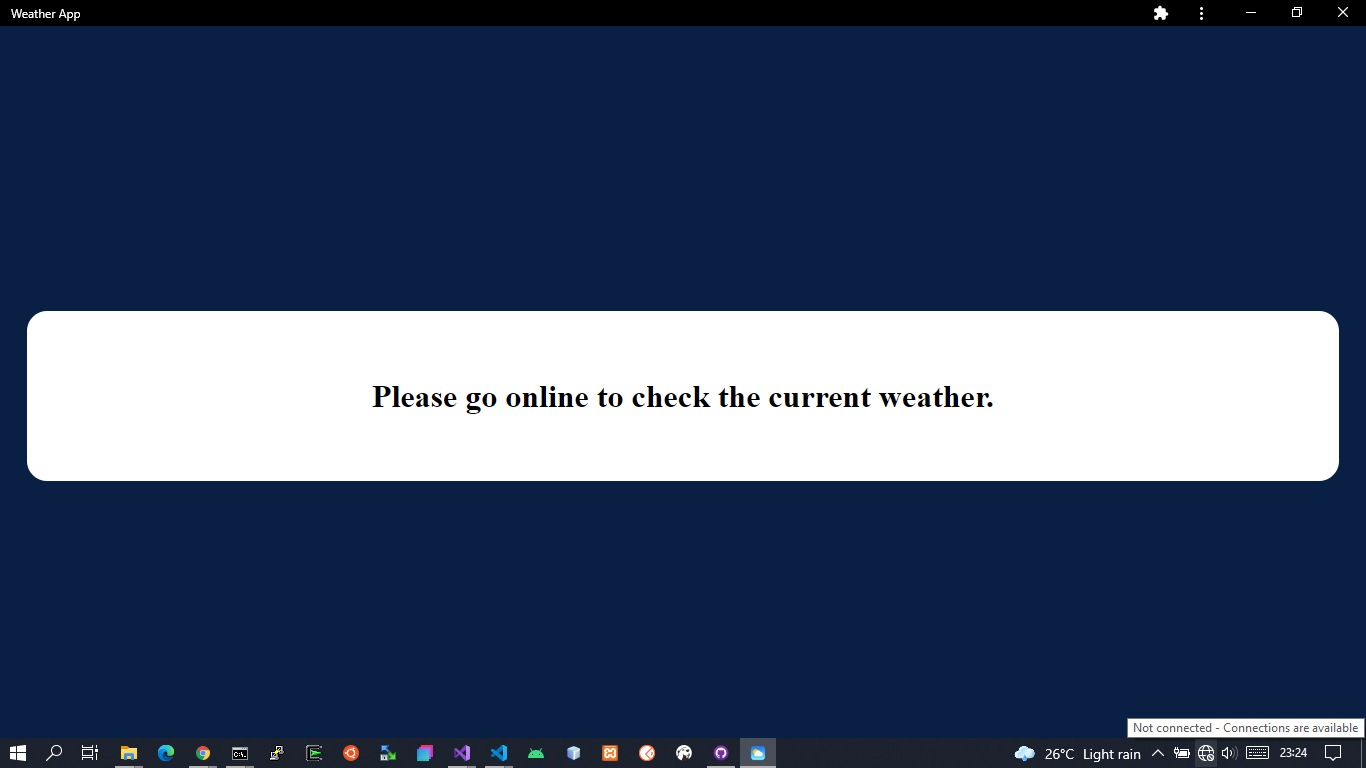 Weather App
Please go online to check the current weather.
Not connected - Connections are available
26°C Light rain
23:24